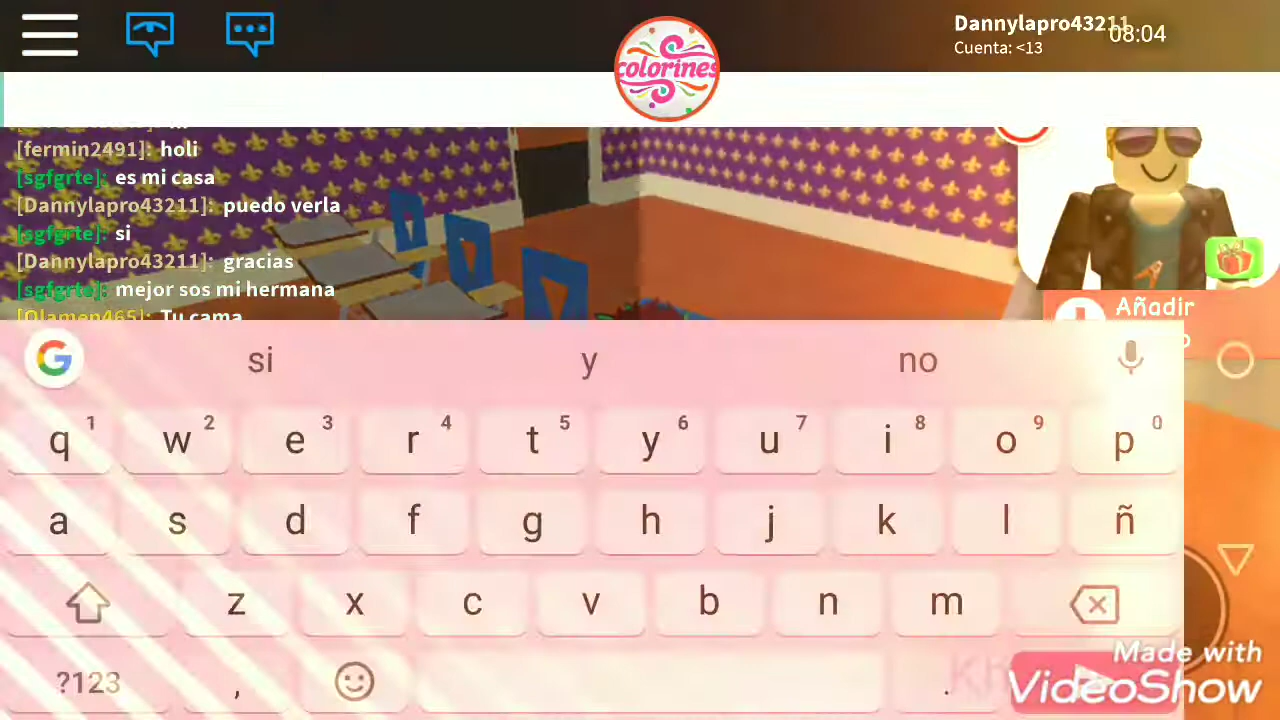 Dannylapro43211
08:04
Cuenta: <13
colorines
[fermin2491]: holi
[sgfgrte]: es mi casa
[Dannylapro43211]: puedo verla
[sgfgrte]: si
[Dannylapro43211]: gracias
[sgfgrte]: mejor sos mi hermana
[Olamen465]: Tu cama
Añadir
G si y no
q 1 w 2 e 3 r 4 t 5 y 6 u 7 i 8 o 9 p 0
a s d f g h j k l ñ
z x c v b n m
?123 , .
Made with
VideoShow